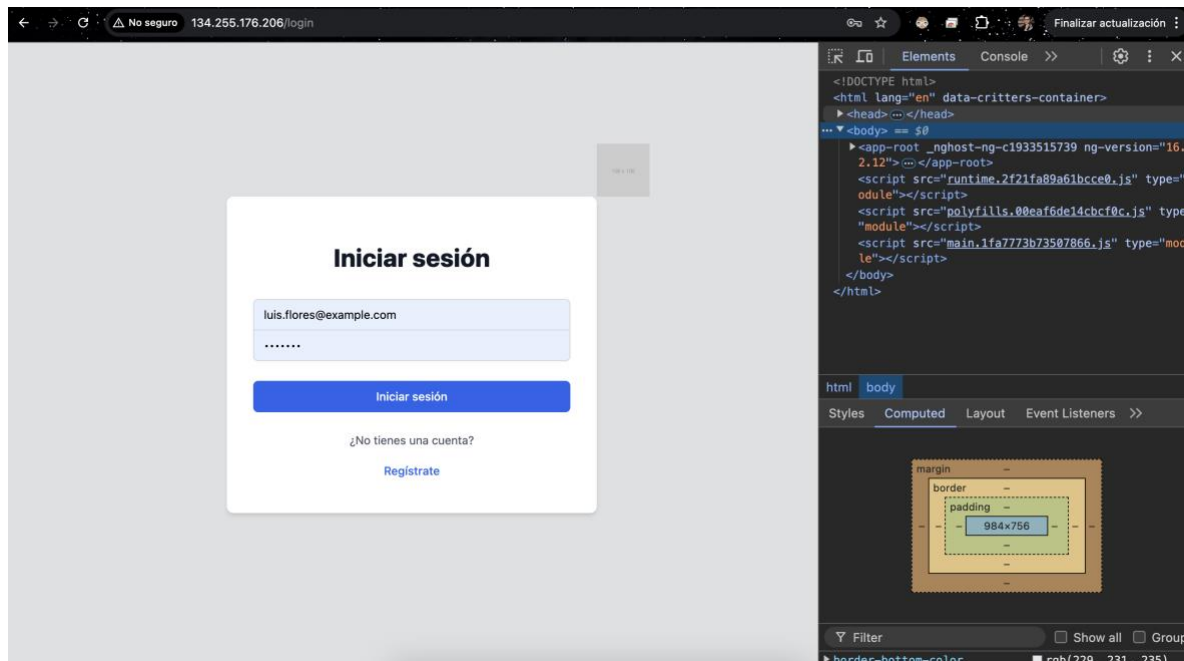 No seguro 134.255.176.206/login
Finalizar actualización
Iniciar sesión
luis.flores@example.com
.......
Iniciar sesión
¿No tienes una cuenta?
Regístrate
Elements Console >>
<!DOCTYPE html>
<html lang="en" data-critters-container>
<head> ... </head>
... <body> == $0
<app-root _nghost-ng-c1933515739 ng-version="16.
2.12"> ... </app-root>
<script src="runtime.2f21fa89a61bcce0.js" type="
odule"></script>
<script src="polyfills.00eaf6de14cbcf0c.js" type
"module"></script>
<script src="main.1fa7773b73507866.js" type="mod
le"></script>
</body>
</html>
html body
Styles Computed Layout Event Listeners >>
margin –
border –
padding –
– – – 984×756 – – –
–
–
–
Filter Show all Group
border-bottom-color rgb(229, 231, 235)